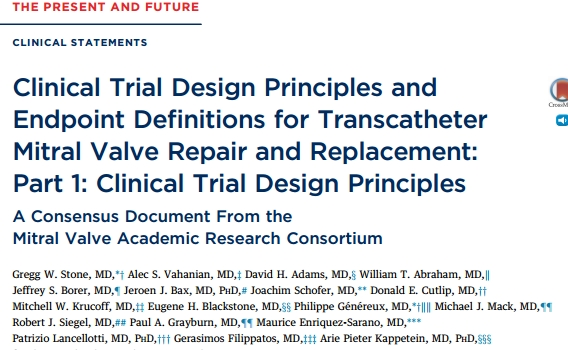 THE PRESENT AND FUTURE
CLINICAL STATEMENTS
Clinical Trial Design Principles and
Endpoint Definitions for Transcatheter
Mitral Valve Repair and Replacement:
Part 1: Clinical Trial Design Principles
A Consensus Document From the
Mitral Valve Academic Research Consortium
Gregg W. Stone, MD,*† Alec S. Vahanian, MD,‡ David H. Adams, MD,§ William T. Abraham, MD,‖
Jeffrey S. Borer, MD,¶ Jeroen J. Bax, MD, PhD,# Joachim Schofer, MD,** Donald E. Cutlip, MD,††
Mitchell W. Krucoff, MD,‡‡ Eugene H. Blackstone, MD,§§ Philippe Généreux, MD,*†‖‖ Michael J. Mack, MD,¶¶
Robert J. Siegel, MD,## Paul A. Grayburn, MD,¶¶ Maurice Enriquez-Sarano, MD,***
Patrizio Lancellotti, MD, PhD,††† Gerasimos Filippatos, MD,‡‡‡ Arie Pieter Kappetein, MD, PhD,§§§